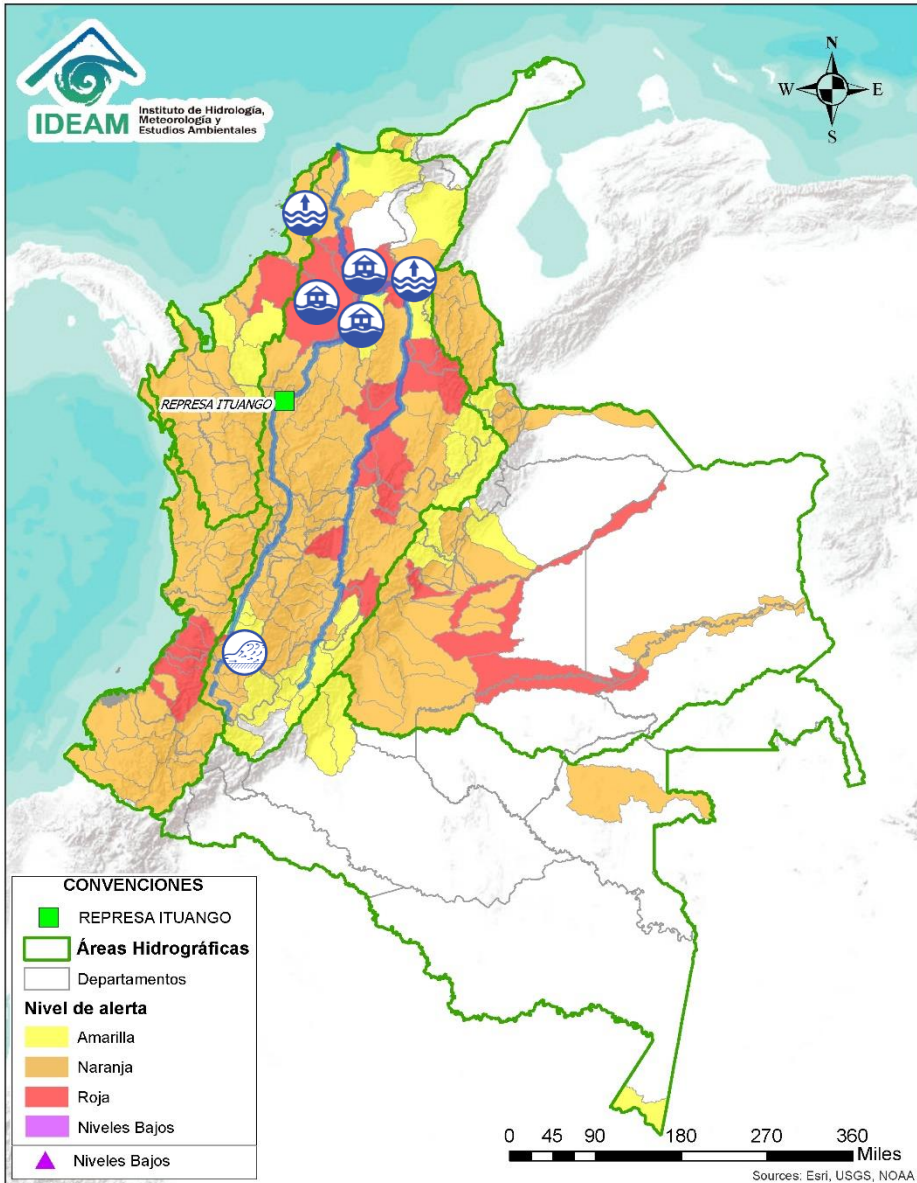 IDEAM
Instituto de Hidrología,
Meteorología y
Estudios Ambientales
N
W E
S
REPRESA ITUANGO
CONVENCIONES
REPRESA ITUANGO
Áreas Hidrográficas
Departamentos
Nivel de alerta
Amarilla
Naranja
Roja
Niveles Bajos
Niveles Bajos
0 45 90 180 270 360
Miles
Sources: Esri, USGS, NOAA